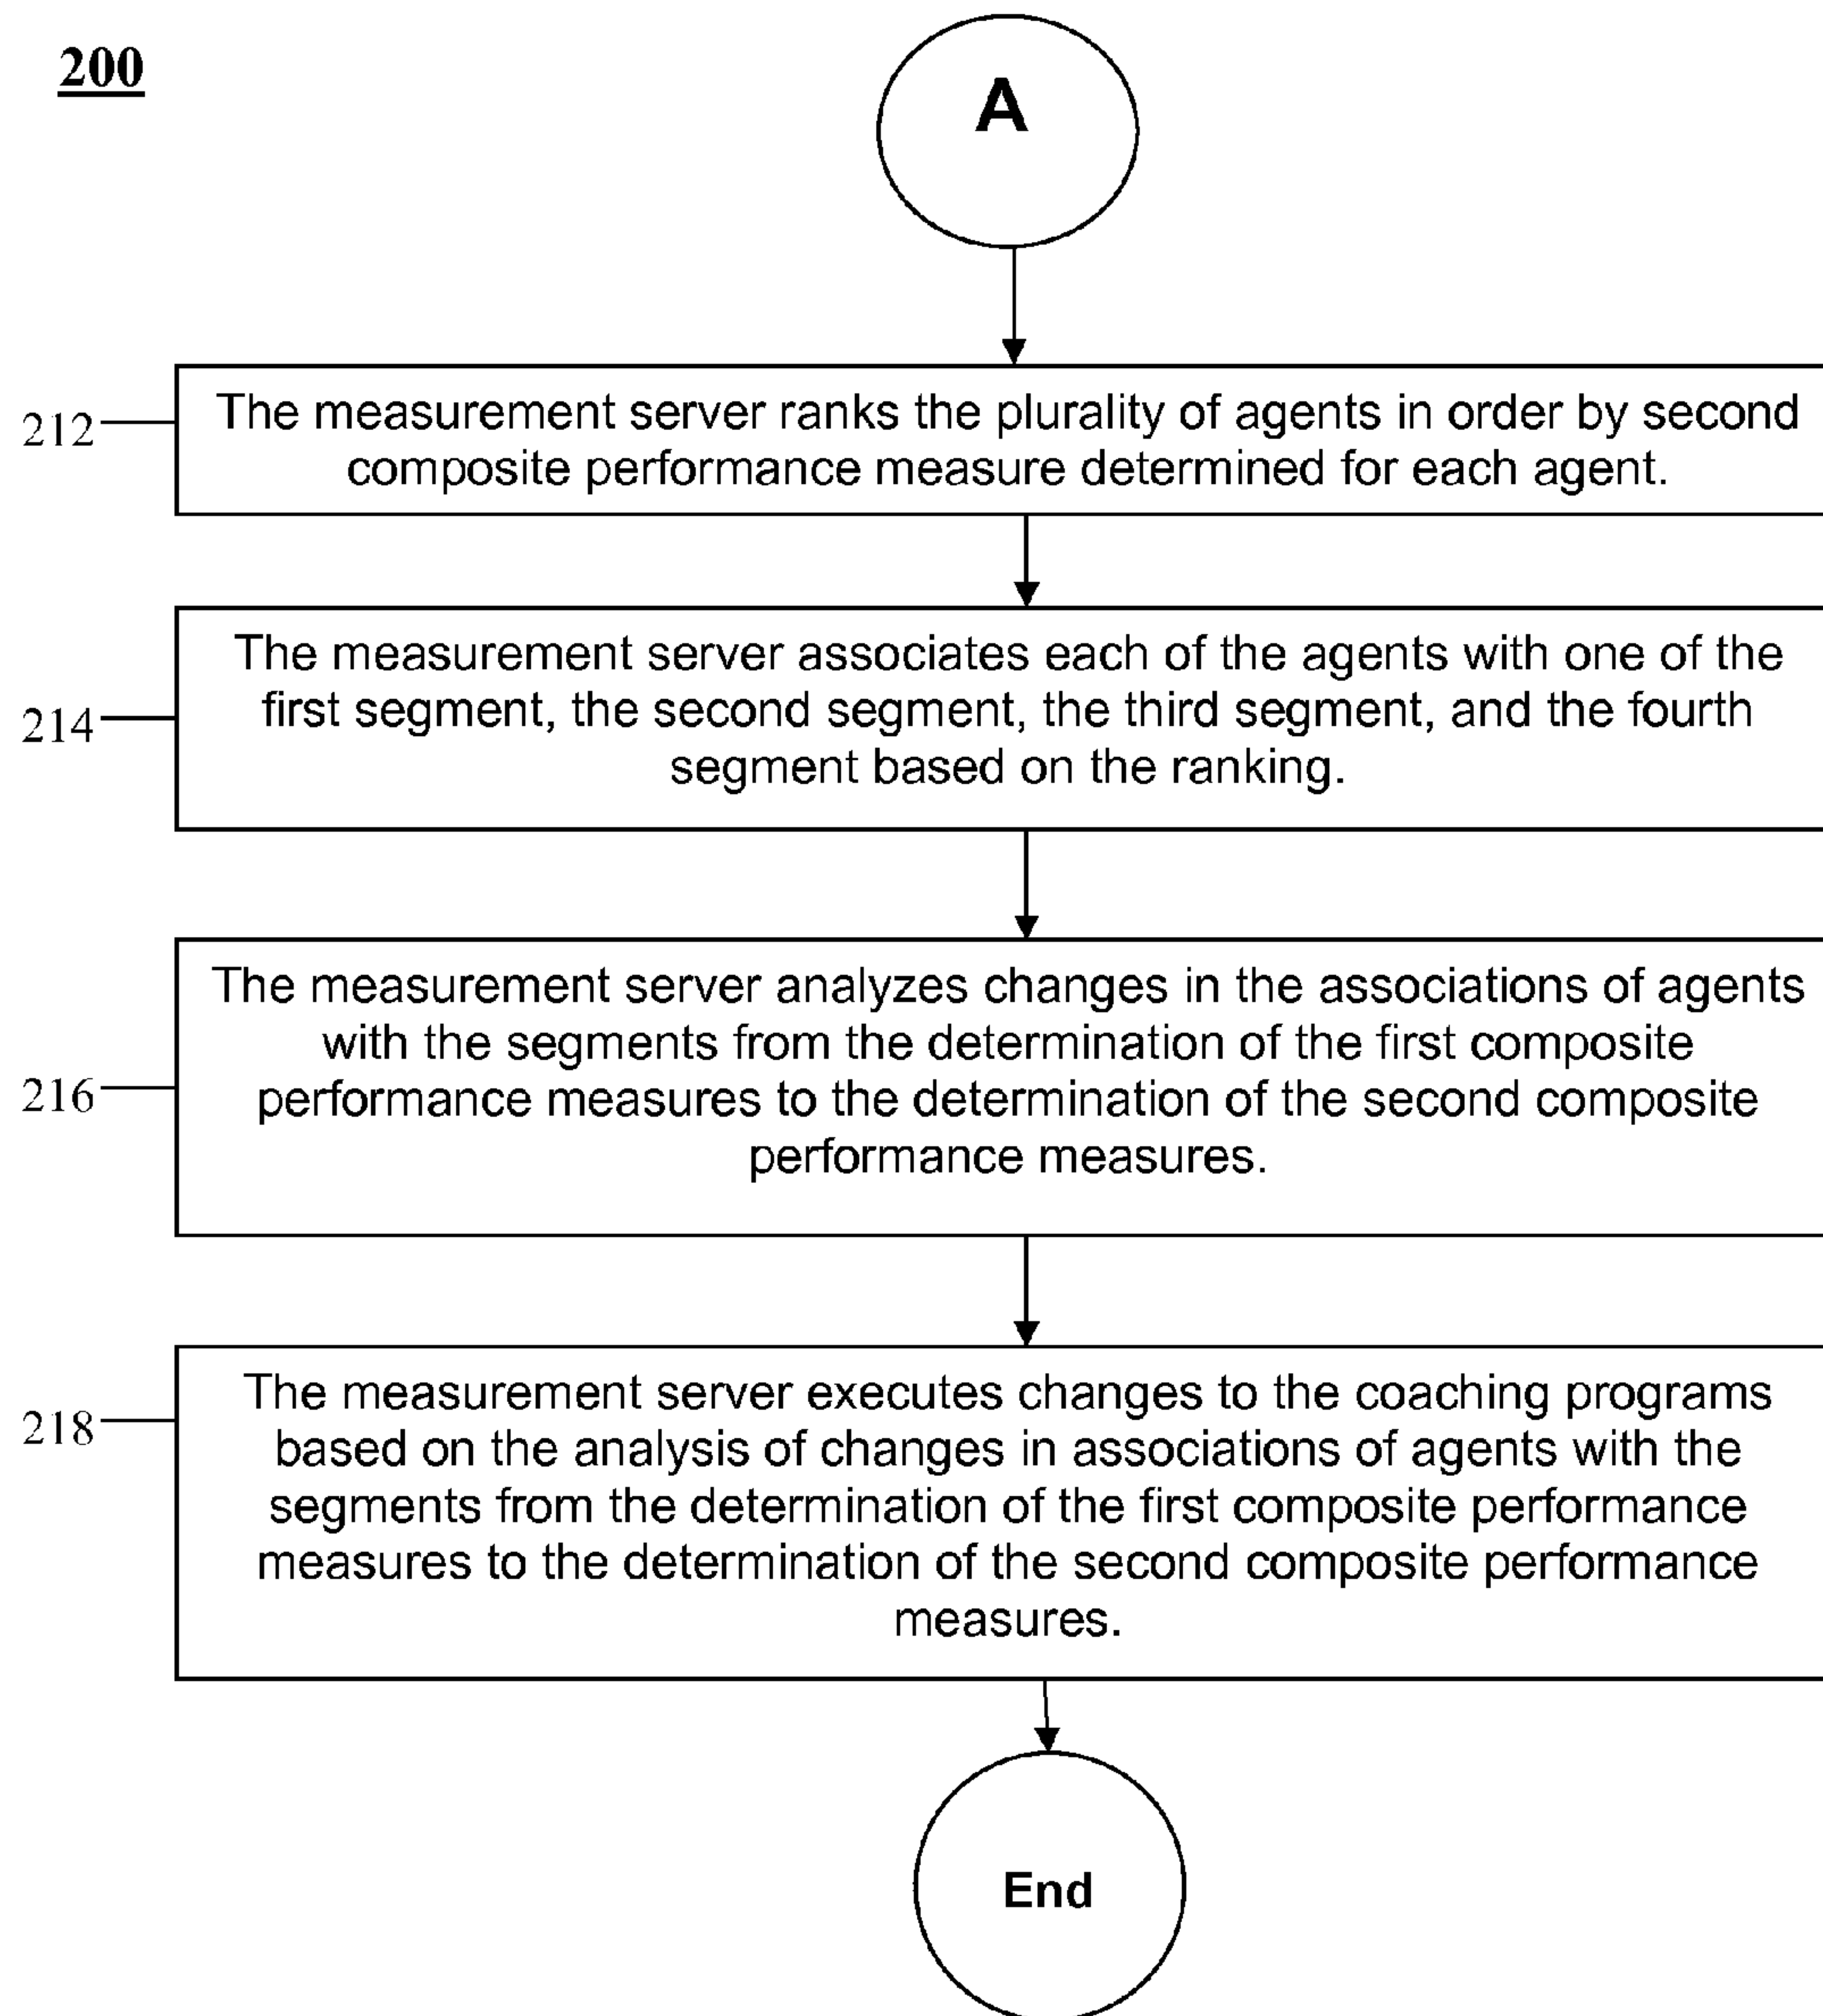 200
A
212
The measurement server ranks the plurality of agents in order by second
composite performance measure determined for each agent.
214
The measurement server associates each of the agents with one of the
first segment, the second segment, the third segment, and the fourth
segment based on the ranking.
216
The measurement server analyzes changes in the associations of agents
with the segments from the determination of the first composite
performance measures to the determination of the second composite
performance measures.
218
The measurement server executes changes to the coaching programs
based on the analysis of changes in associations of agents with the
segments from the determination of the first composite performance
measures to the determination of the second composite performance
measures.
End